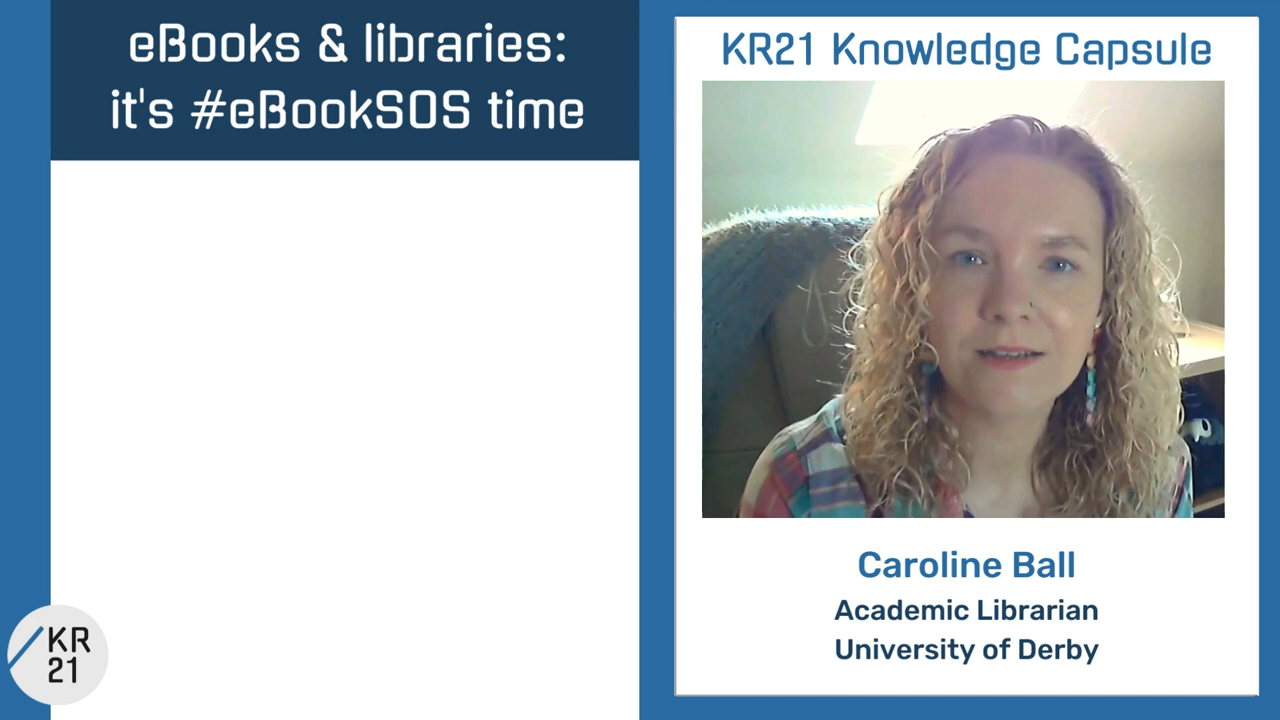 eBooks & libraries:
it's #eBookSOS time
KR21 Knowledge Capsule
Caroline Ball
Academic Librarian
University of Derby
KR
21